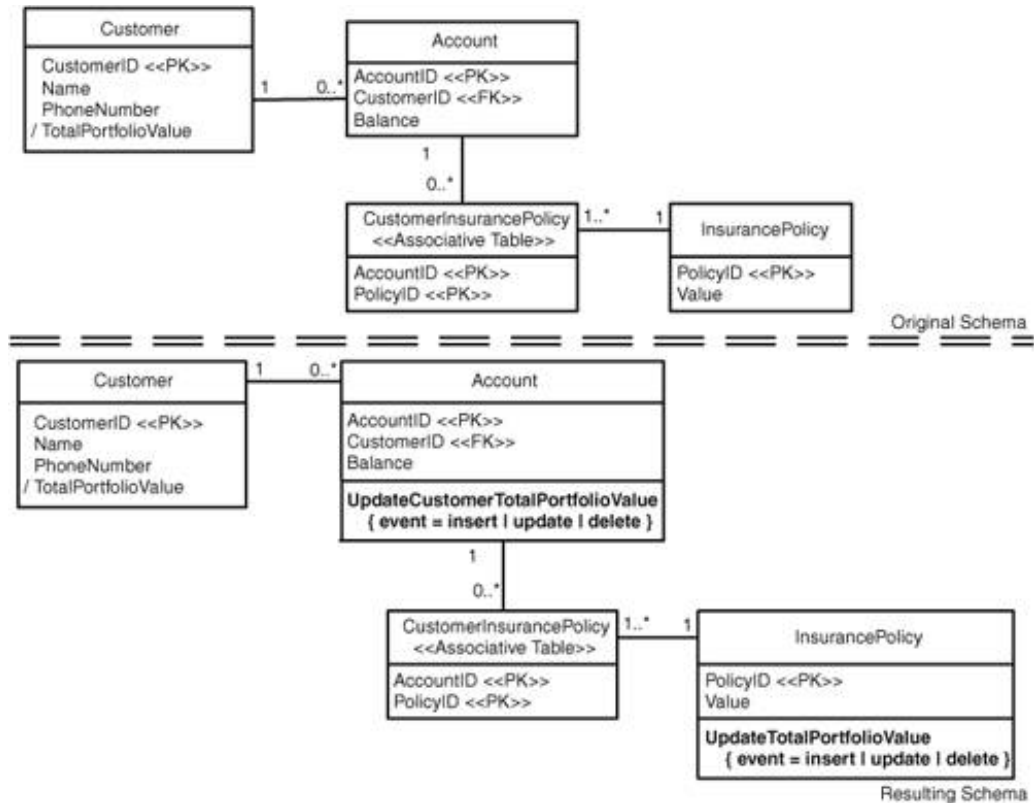 Customer
CustomerID <<PK>>
Name
PhoneNumber
/ TotalPortfolioValue
1
0..*
Account
AccountID <<PK>>
CustomerID <<FK>>
Balance
1
0..*
CustomerInsurancePolicy
<<Associative Table>>
AccountID <<PK>>
PolicyID <<PK>>
1..*
1
InsurancePolicy
PolicyID <<PK>>
Value
Original Schema
Customer
CustomerID <<PK>>
Name
PhoneNumber
/ TotalPortfolioValue
1
0..*
Account
AccountID <<PK>>
CustomerID <<FK>>
Balance
UpdateCustomerTotalPortfolioValue
{ event = insert | update | delete }
1
0..*
CustomerInsurancePolicy
<<Associative Table>>
AccountID <<PK>>
PolicyID <<PK>>
1..*
1
InsurancePolicy
PolicyID <<PK>>
Value
UpdateTotalPortfolioValue
{ event = insert | update | delete }
Resulting Schema